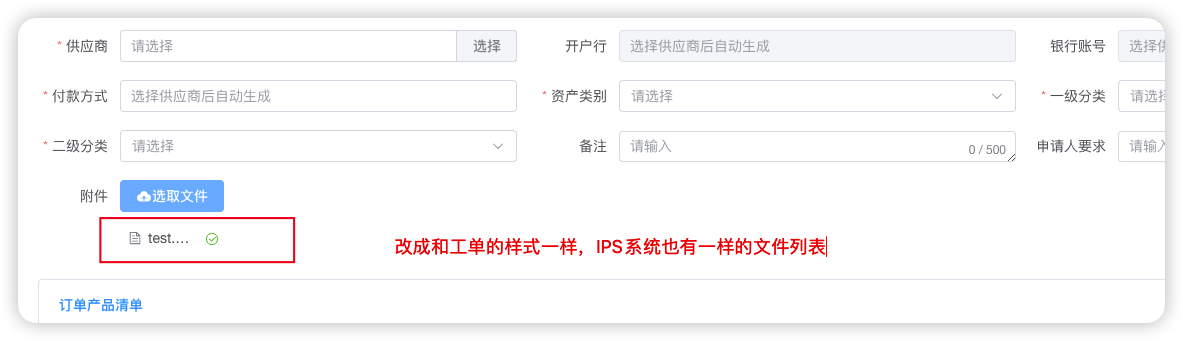 * 供应商 请选择 选择 开户行 选择供应商后自动生成 银行账号 选择供
* 付款方式 选择供应商后自动生成 * 资产类别 请选择 * 一级分类 请选
* 二级分类 请选择 备注 请输入 0 / 500 申请人要求 请输入
附件 选取文件
test.... 改成和工单的样式一样，IPS系统也有一样的文件列表
订单产品清单